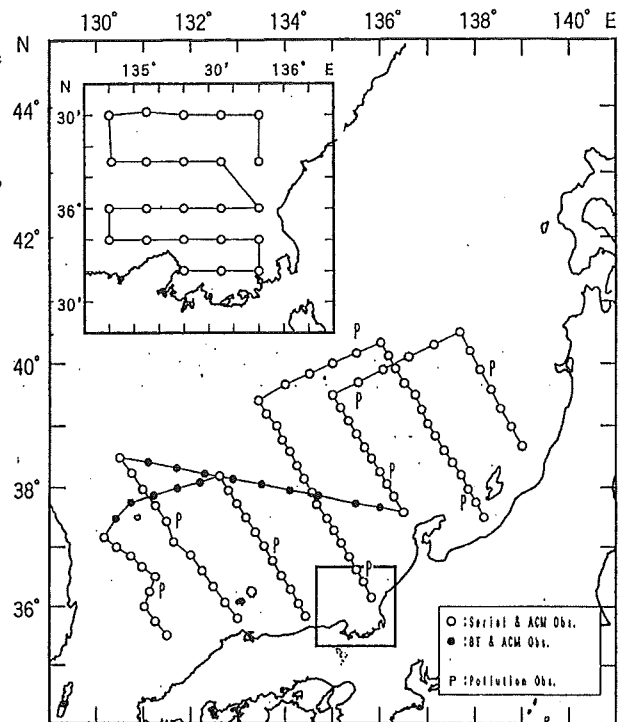 130° 132° 134° 136° 138° 140° E
N
44°
42°
40°
38°
36°
N 135° 30' 136° E
30'
36°
30'
P
P
P
P
P
P
P
P
P
○ :Serial & ACM Obs.
● :BT & ACM Obs.
P :Pollution Obs.